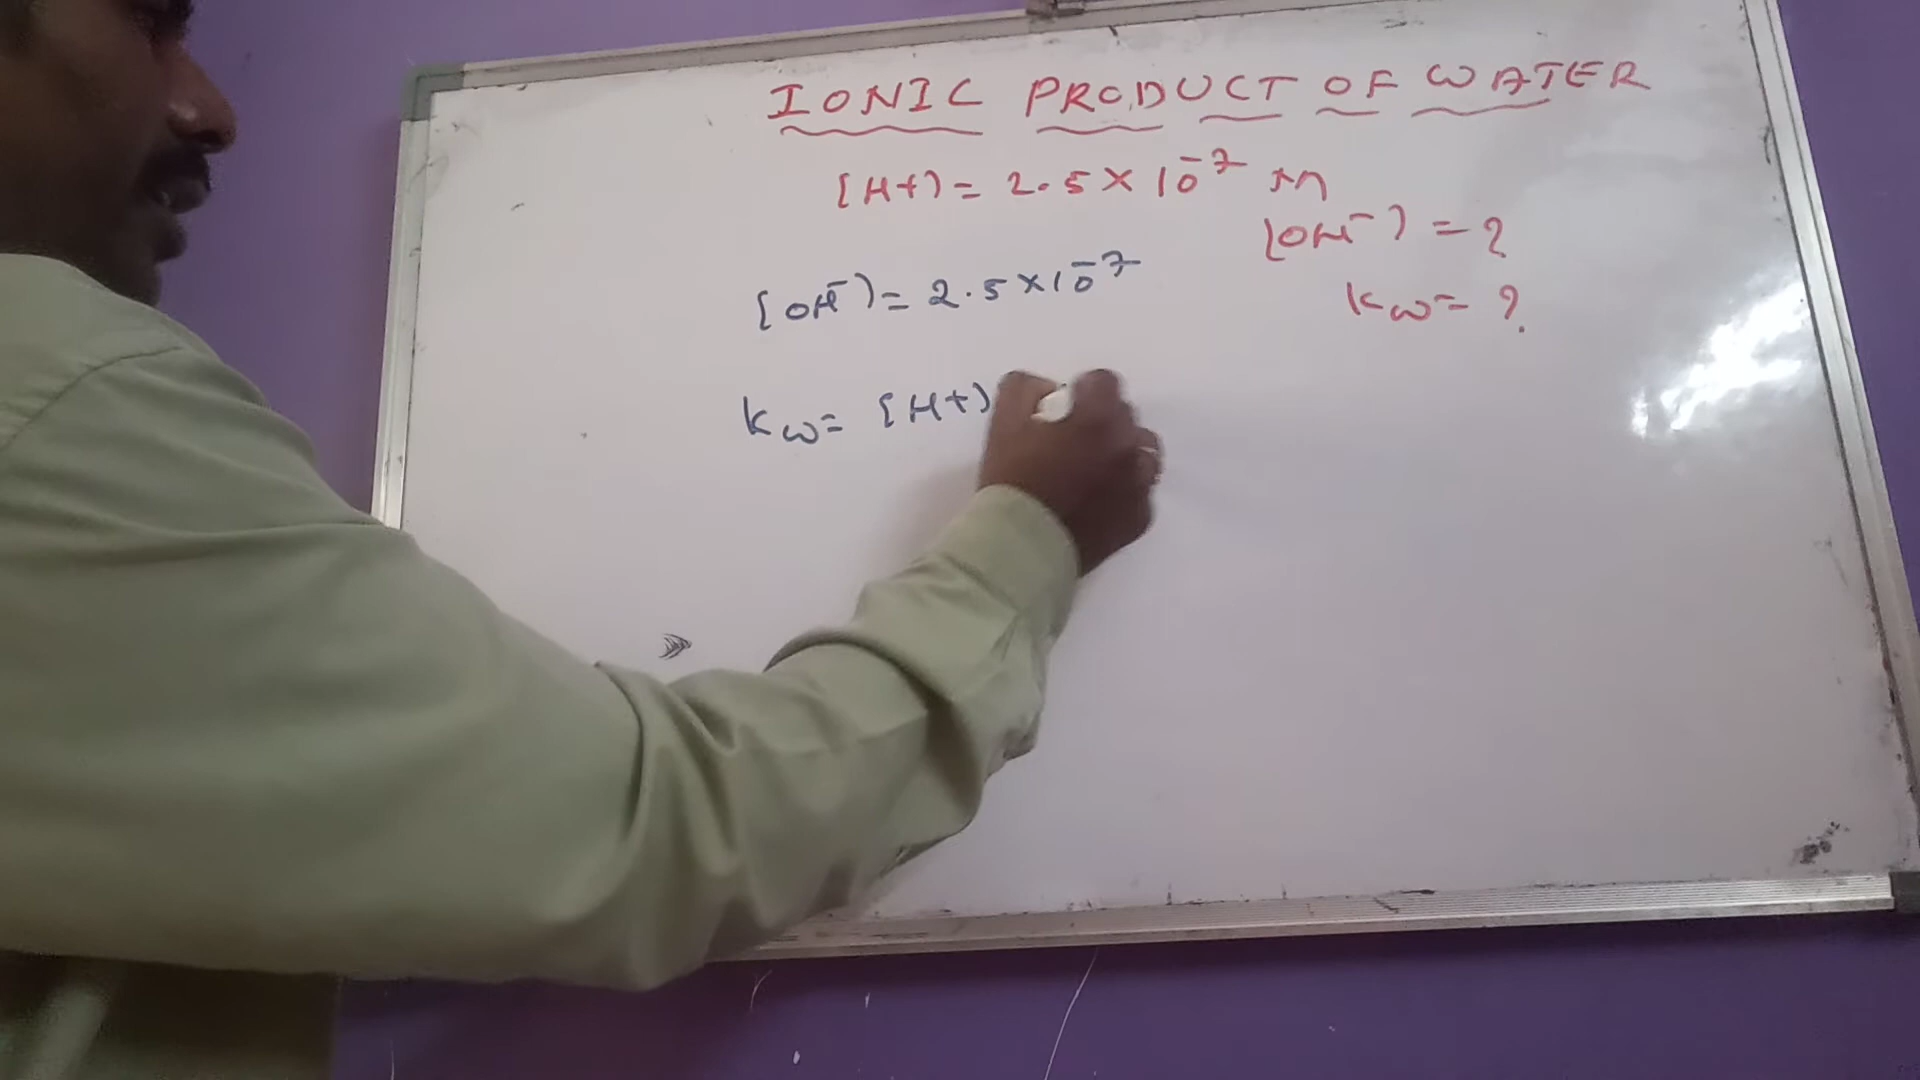 IONIC PRODUCT OF WATER
[H+) = 2.5 × 10⁻⁷ M
[OH⁻) = ?
[OH⁻) = 2.5 × 10⁻⁷
Kw = ?
Kw = [H+)